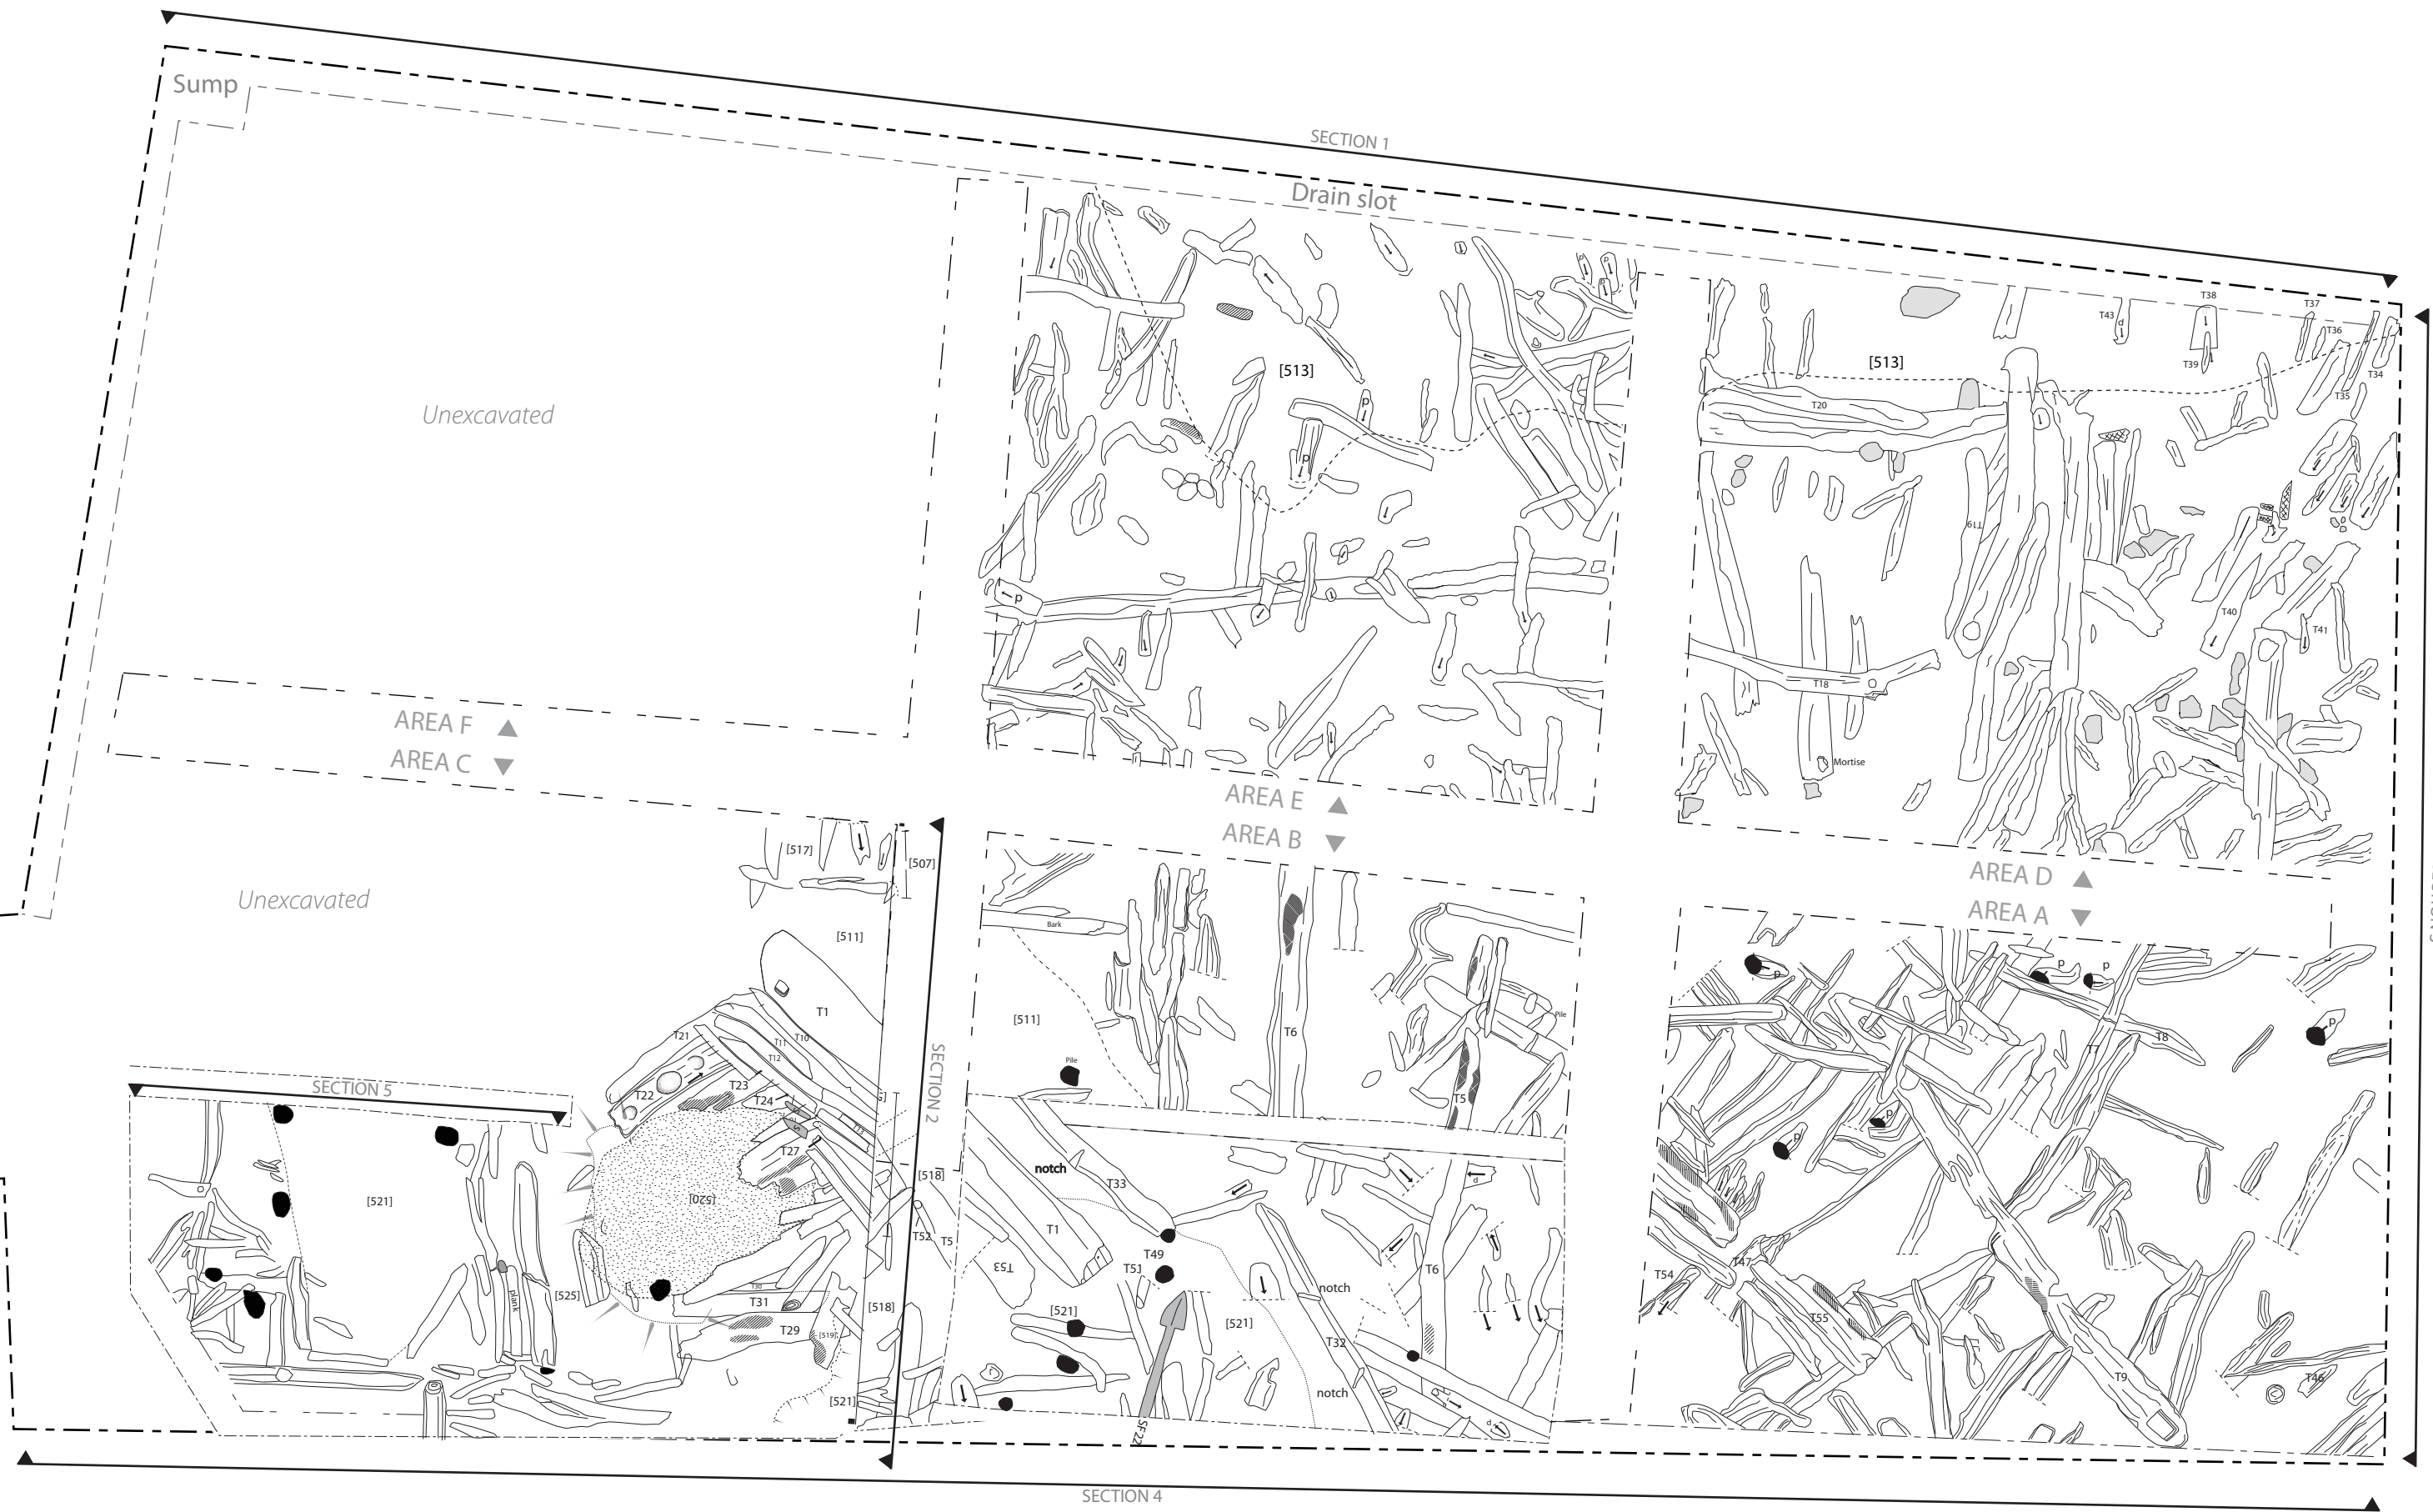 SECTION 1
Sump
Drain slot
Unexcavated
[513]
p
p
p
p
p
p
[513]
T20
T19
T18
Mortise
T43
d
T38
T39
T37
T36
T34
T35
T40
T41
AREA F
AREA C
AREA E
AREA B
AREA D
AREA A
Unexcavated
[517]
[507]
[511]
T1
T21
T11
T10
T12
T22
T23
T24
T27
T13
[520]
SECTION 5
SECTION 2
[521]
plank
[525]
T30
T31
T29
[519]
[518]
[521]
[518]
T52
T5
Bark
[511]
Pile
T6
Pile
T5
notch
T33
T1
T53
T49
T51
[521]
SF22
[521]
T32
notch
notch
T6
d
d
p
p
p
p
p
p
T8
T7
T47
T54
T55
T9
T46
SECTION 4